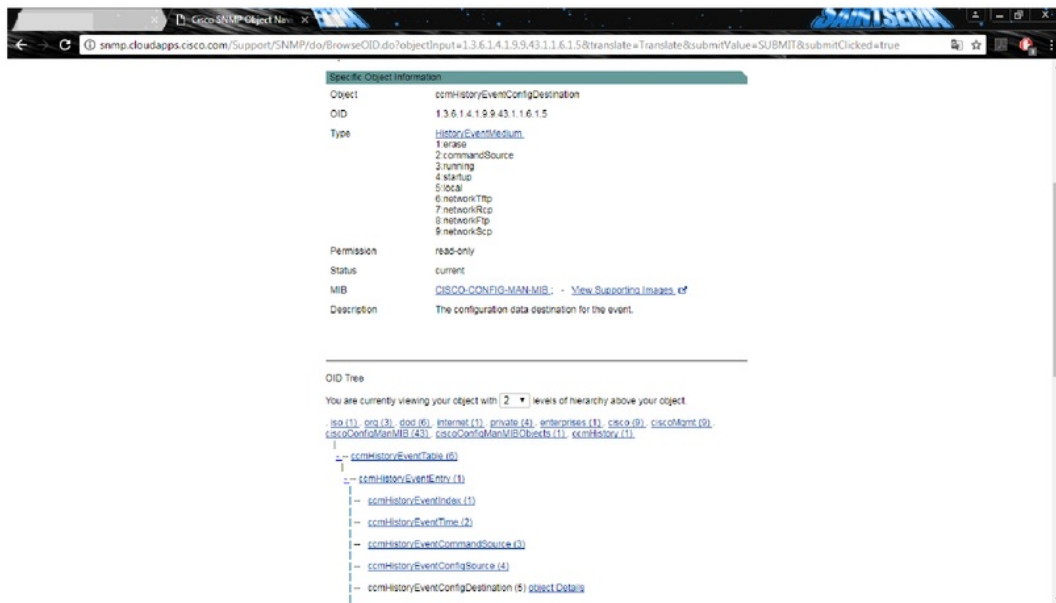 Cisco SNMP Object Navi
SAINT SEIYA
snmp.cloudapps.cisco.com/Support/SNMP/do/BrowseOID.do?objectInput=1.3.6.1.4.1.9.9.43.1.1.6.1.5&translate=Translate&submitValue=SUBMIT&submitClicked=true
Specific Object Information
Object ccmHistoryEventConfigDestination
OID 1.3.6.1.4.1.9.9.43.1.1.6.1.5
Type HistoryEventMedium
1:erase
2:commandSource
3:running
4:startup
5:local
6:networkTftp
7:networkRcp
8:networkFtp
9:networkScp
Permission read-only
Status current
MIB CISCO-CONFIG-MAN-MIB ; - View Supporting Images
Description The configuration data destination for the event.
OID Tree
You are currently viewing your object with 2 levels of hierarchy above your object.
. iso (1) . org (3) . dod (6) . internet (1) . private (4) . enterprises (1) . cisco (9) . ciscoMgmt (9) .
ciscoConfigManMIB (43) . ciscoConfigManMIBObjects (1) . ccmHistory (1)
- -- ccmHistoryEventTable (6)
- -- ccmHistoryEventEntry (1)
-- ccmHistoryEventIndex (1)
-- ccmHistoryEventTime (2)
-- ccmHistoryEventCommandSource (3)
-- ccmHistoryEventConfigSource (4)
-- ccmHistoryEventConfigDestination (5) object Details